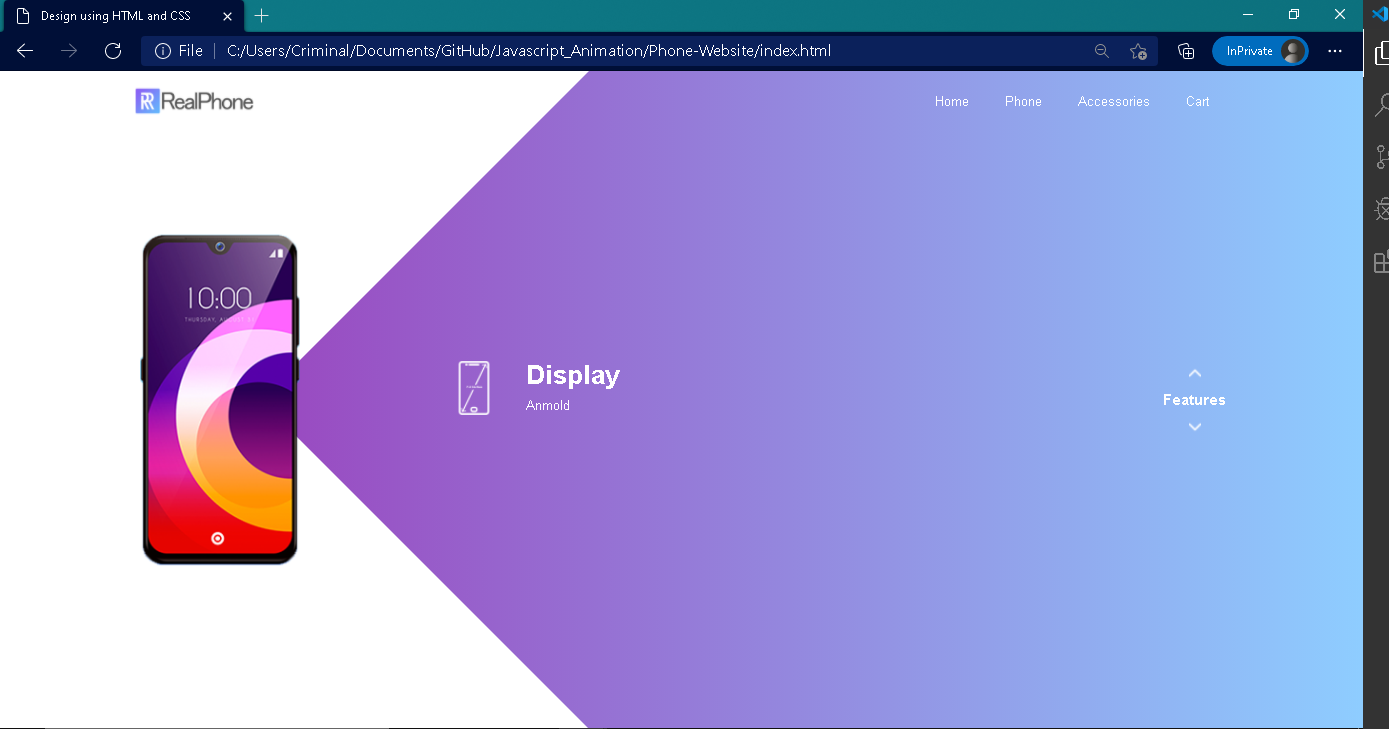 Design using HTML and CSS
File | C:/Users/Criminal/Documents/GitHub/Javascript_Animation/Phone-Website/index.html
InPrivate
RealPhone
Home Phone Accessories Cart
10:00
Display
Anmold
Features